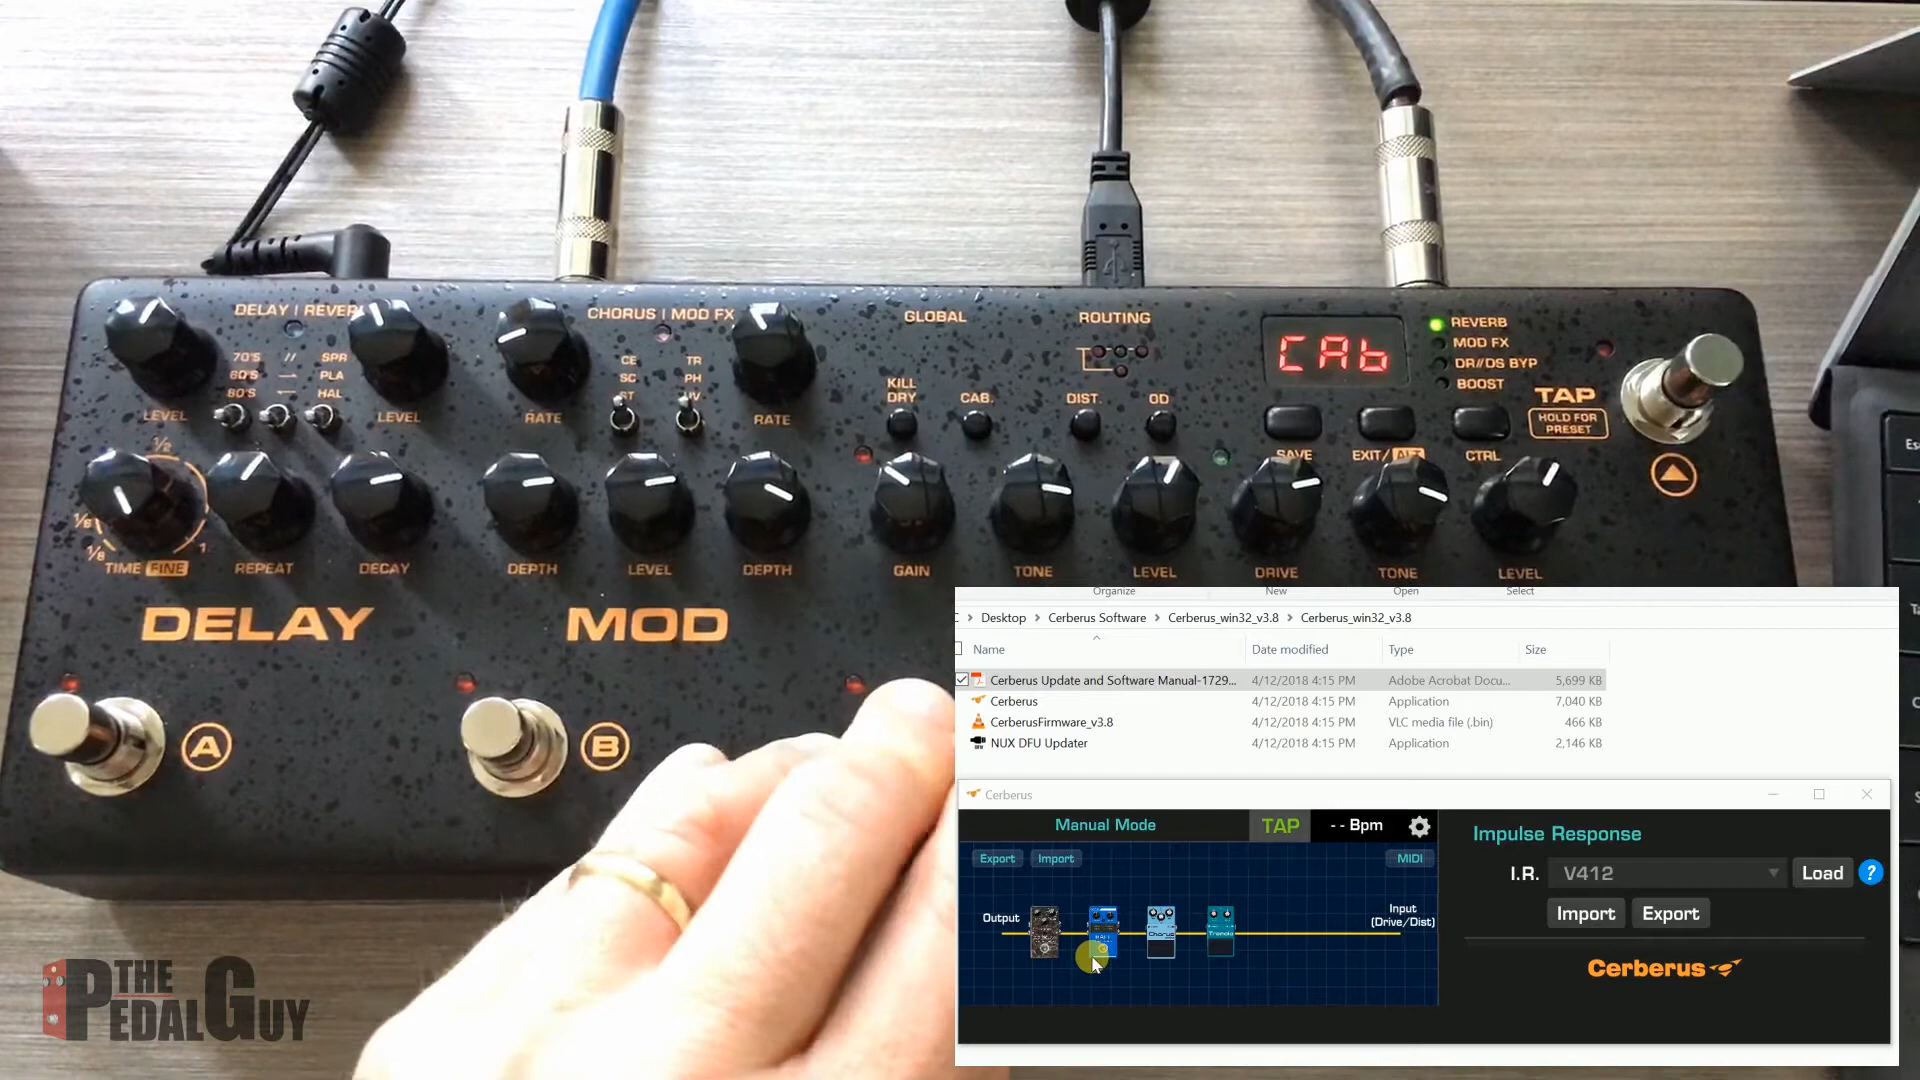 DELAY | REVERB
CHORUS | MOD FX
GLOBAL
ROUTING
CAb
REVERB
MOD FX
DR//DS BYP
BOOST
70'S // SPR
PLA
80'S HAL
CE TR
SC PH
ST
LEVEL
LEVEL
RATE
RATE
KILL
DRY
CAB.
DIST.
OD
TAP
HOLD FOR
PRESET
SAVE
EXIT/ ALT
CTRL
1/2
1/8
1
TIME FINE
REPEAT
DECAY
DEPTH
LEVEL
DEPTH
GAIN
TONE
LEVEL
DRIVE
TONE
LEVEL
DELAY
MOD
A
B
THE
PEDALGUY
Organize New Open Select
Desktop > Cerberus Software > Cerberus_win32_v3.8 > Cerberus_win32_v3.8
Name Date modified Type Size
Cerberus Update and Software Manual-1729... 4/12/2018 4:15 PM Adobe Acrobat Docu... 5,699 KB
Cerberus 4/12/2018 4:15 PM Application 7,040 KB
CerberusFirmware_v3.8 4/12/2018 4:15 PM VLC media file (.bin) 466 KB
NUX DFU Updater 4/12/2018 4:15 PM Application 2,146 KB
Cerberus
Manual Mode TAP - - Bpm
Export Import MIDI
Output
Input
(Drive/Dist)
Chorus
Tremolo
Impulse Response
I.R. V412 Load ?
Import Export
Cerberus